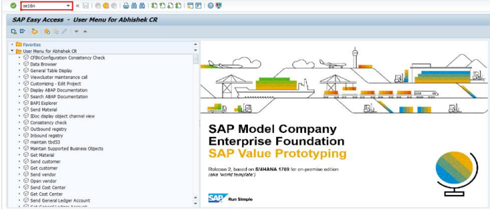 se16n
SAP Easy Access - User Menu for Abhishek CR
Favorites
User Menu for Abhishek CR
CFIN:Configuration Consistency Check
Data Browser
General Table Display
Viewcluster maintenance call
Customizing - Edit Project
Display ABAP Documentation
Search ABAP Documentation
BAPI Explorer
Send Material
IDoc display object channel view
Consistency check
Outbound registry
Inbound registry
maintain tbd53
Maintain Supported Business Objects
Get Material
Send customer
Get customer
Send vendor
Open vendor
Send Cost Center
Get Cost Center
Send General Ledger Account
SAP Model Company
Enterprise Foundation
SAP Value Prototyping
Release 2, based on S/4HANA 1709 for on-premise edition
(aka 'world template')
SAP Run Simple